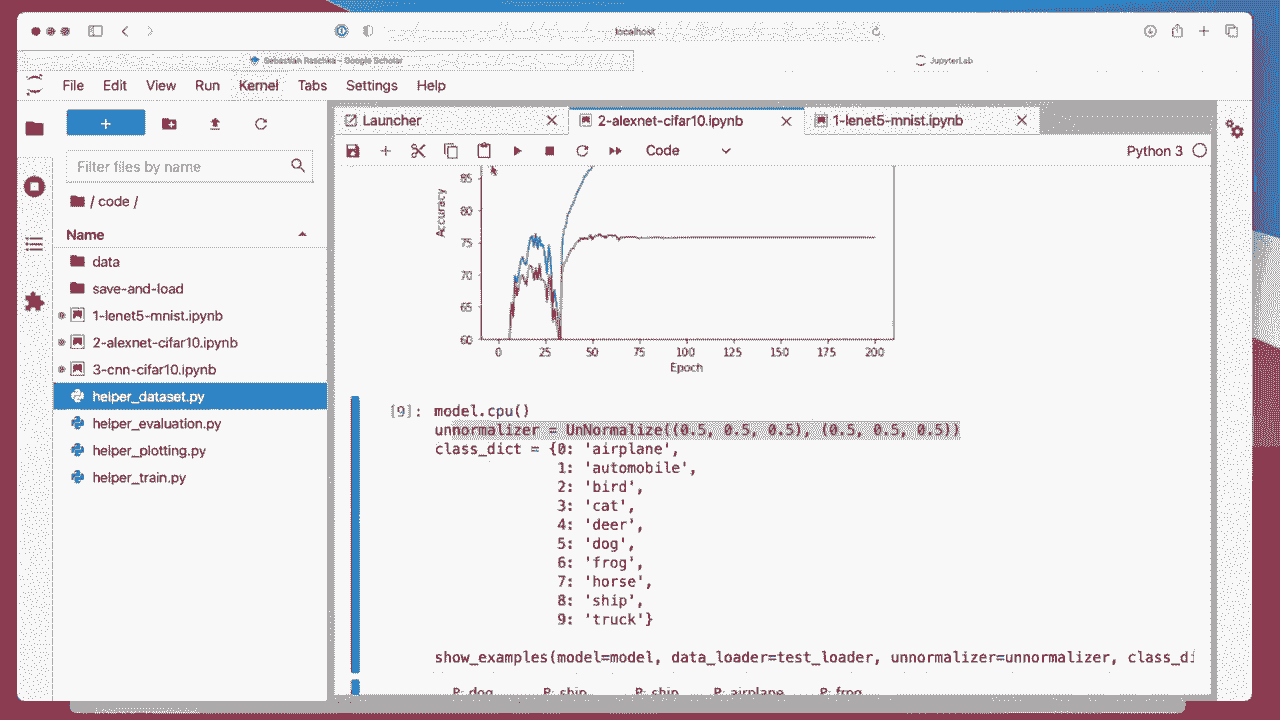 localhost
Sebastian Raschka - Google Scholar
JupyterLab
File Edit View Run Kernel Tabs Settings Help
Launcher
2-alexnet-cifar10.ipynb
1-lenet5-mnist.ipynb
Code
Python 3
Filter files by name
/ code /
Name
data
save-and-load
1-lenet5-mnist.ipynb
2-alexnet-cifar10.ipynb
3-cnn-cifar10.ipynb
helper_dataset.py
helper_evaluation.py
helper_plotting.py
helper_train.py
85
80
75
70
65
60
Accuracy
0 25 50 75 100 125 150 175 200
Epoch
[9]: model.cpu()
unnormalizer = UnNormalize((0.5, 0.5, 0.5), (0.5, 0.5, 0.5))
class_dict = {0: 'airplane',
1: 'automobile',
2: 'bird',
3: 'cat',
4: 'deer',
5: 'dog',
6: 'frog',
7: 'horse',
8: 'ship',
9: 'truck'}
show_examples(model=model, data_loader=test_loader, unnormalizer=unnormalizer, class_di
P: dog P: ship P: ship P: airplane P: frog